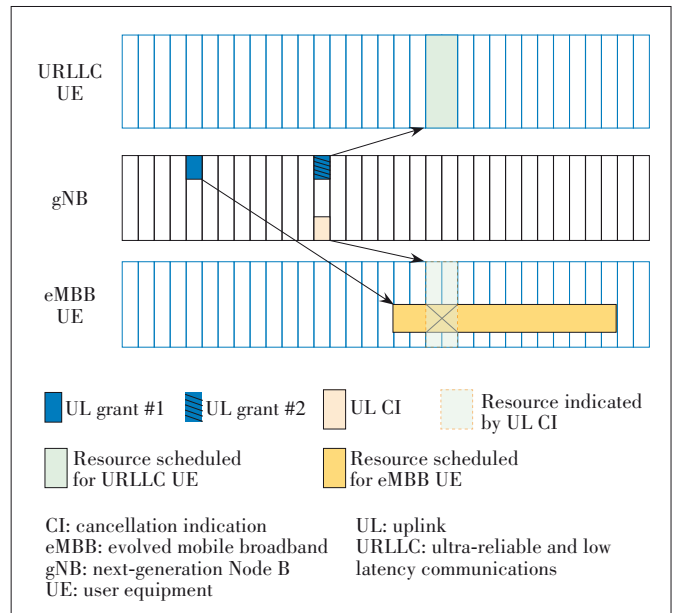 URLLC
UE
gNB
eMBB
UE
UL grant #1
UL grant #2
UL CI
Resource indicated
by UL CI
Resource scheduled
for URLLC UE
Resource scheduled
for eMBB UE
CI: cancellation indication
eMBB: evolved mobile broadband
gNB: next-generation Node B
UE: user equipment
UL: uplink
URLLC: ultra-reliable and low
latency communications